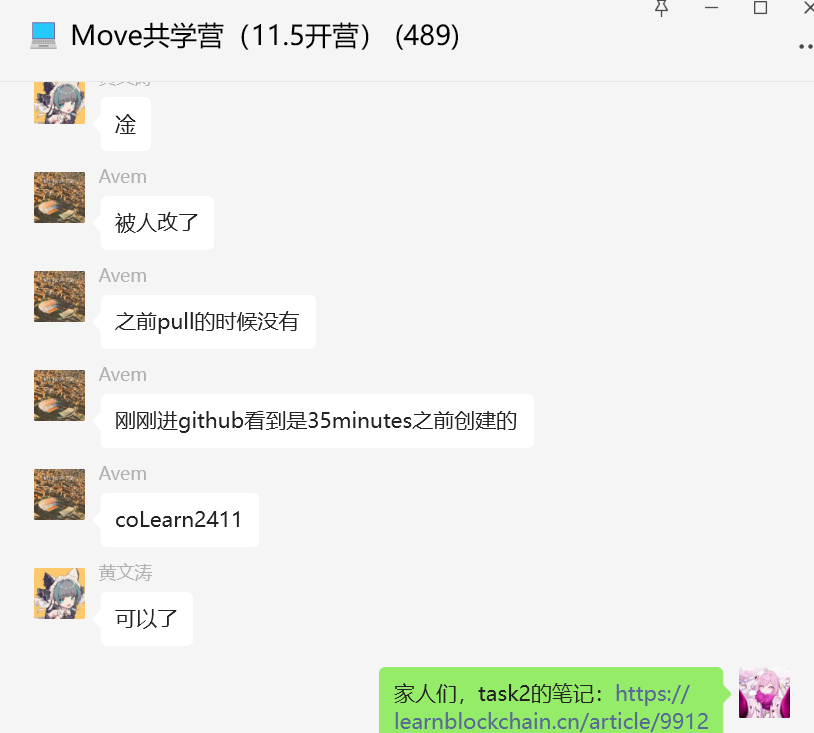 Move共学营（11.5开营） (489)
黄文涛
淦
Avem
被人改了
Avem
之前pull的时候没有
Avem
刚刚进github看到是35minutes之前创建的
Avem
coLearn2411
黄文涛
可以了
家人们，task2的笔记：https://
learnblockchain.cn/article/9912